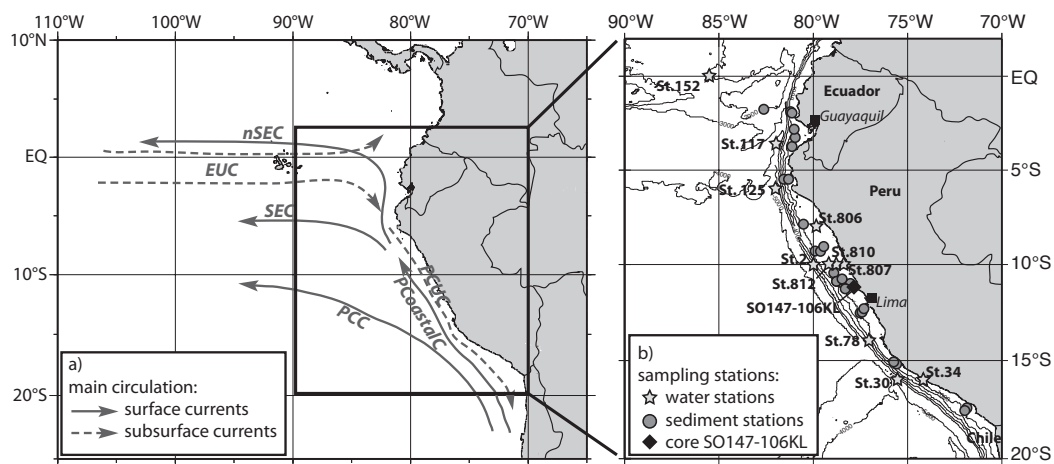 110°W 100°W 90°W 80°W 70°W
10°N
EQ
10°S
20°S
nSEC
EUC
SEC
PCC
PCUC
PCoastalC
a)
main circulation:
surface currents
subsurface currents
90°W 85°W 80°W 75°W 70°W
EQ
5°S
10°S
15°S
20°S
St.152
Ecuador
Guayaquil
St.117
St. 125
Peru
St.806
St.2
St.810
St.807
St.812
SO147-106KL
Lima
St.78
St.30
St.34
Chile
b)
sampling stations:
water stations
sediment stations
core SO147-106KL